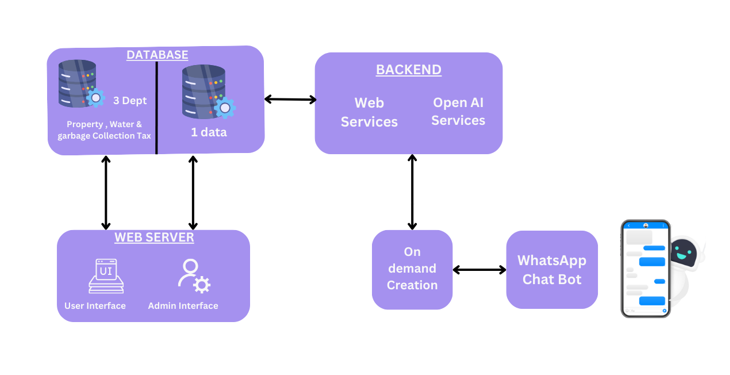 DATABASE
3 Dept
Property , Water &
garbage Collection Tax
1 data
BACKEND
Web
Services
Open AI
Services
WEB SERVER
UI
User Interface
Admin Interface
On
demand
Creation
WhatsApp
Chat Bot